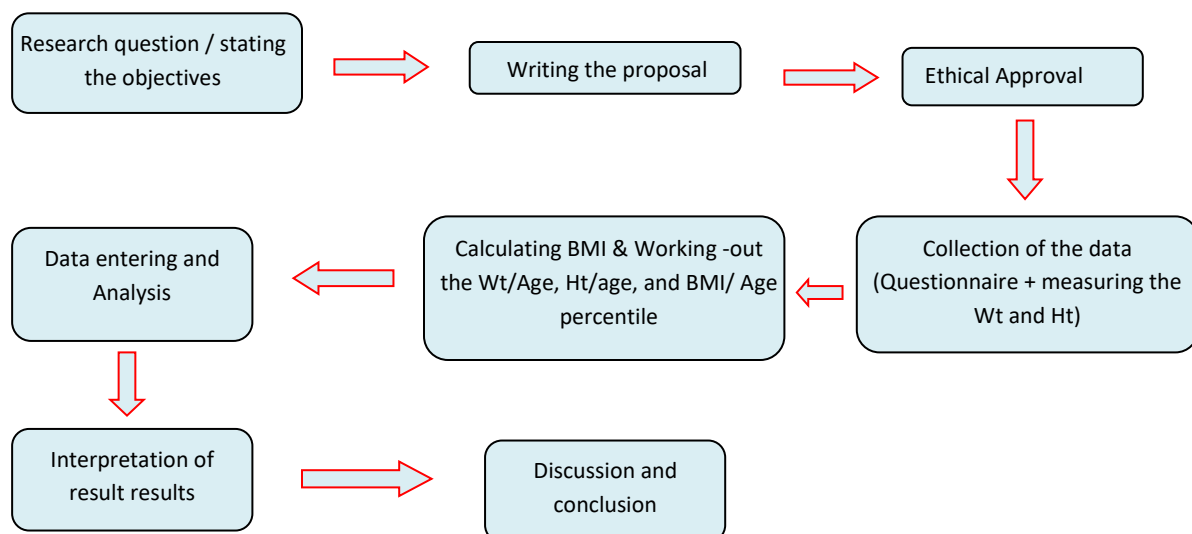 Research question / stating
the objectives
Writing the proposal
Ethical Approval
Collection of the data
(Questionnaire + measuring the
Wt and Ht)
Calculating BMI & Working -out
the Wt/Age, Ht/age, and BMI/ Age
percentile
Data entering and
Analysis
Interpretation of
result results
Discussion and
conclusion